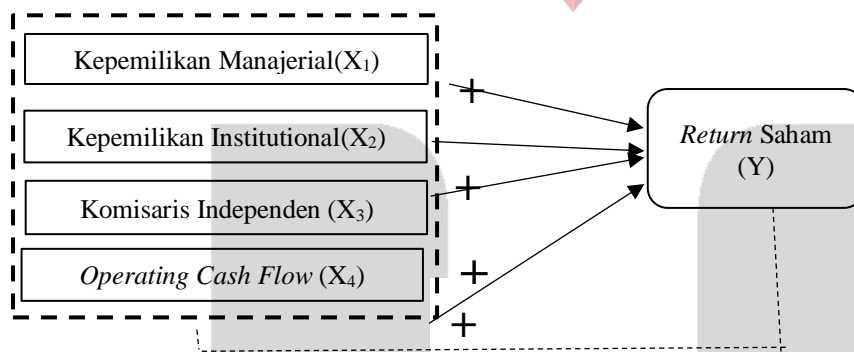 Kepemilikan Manajerial(X₁)
+
Kepemilikan Institutional(X₂)
Return Saham
(Y)
+
Komisaris Independen (X₃)
Operating Cash Flow (X₄)
+
+